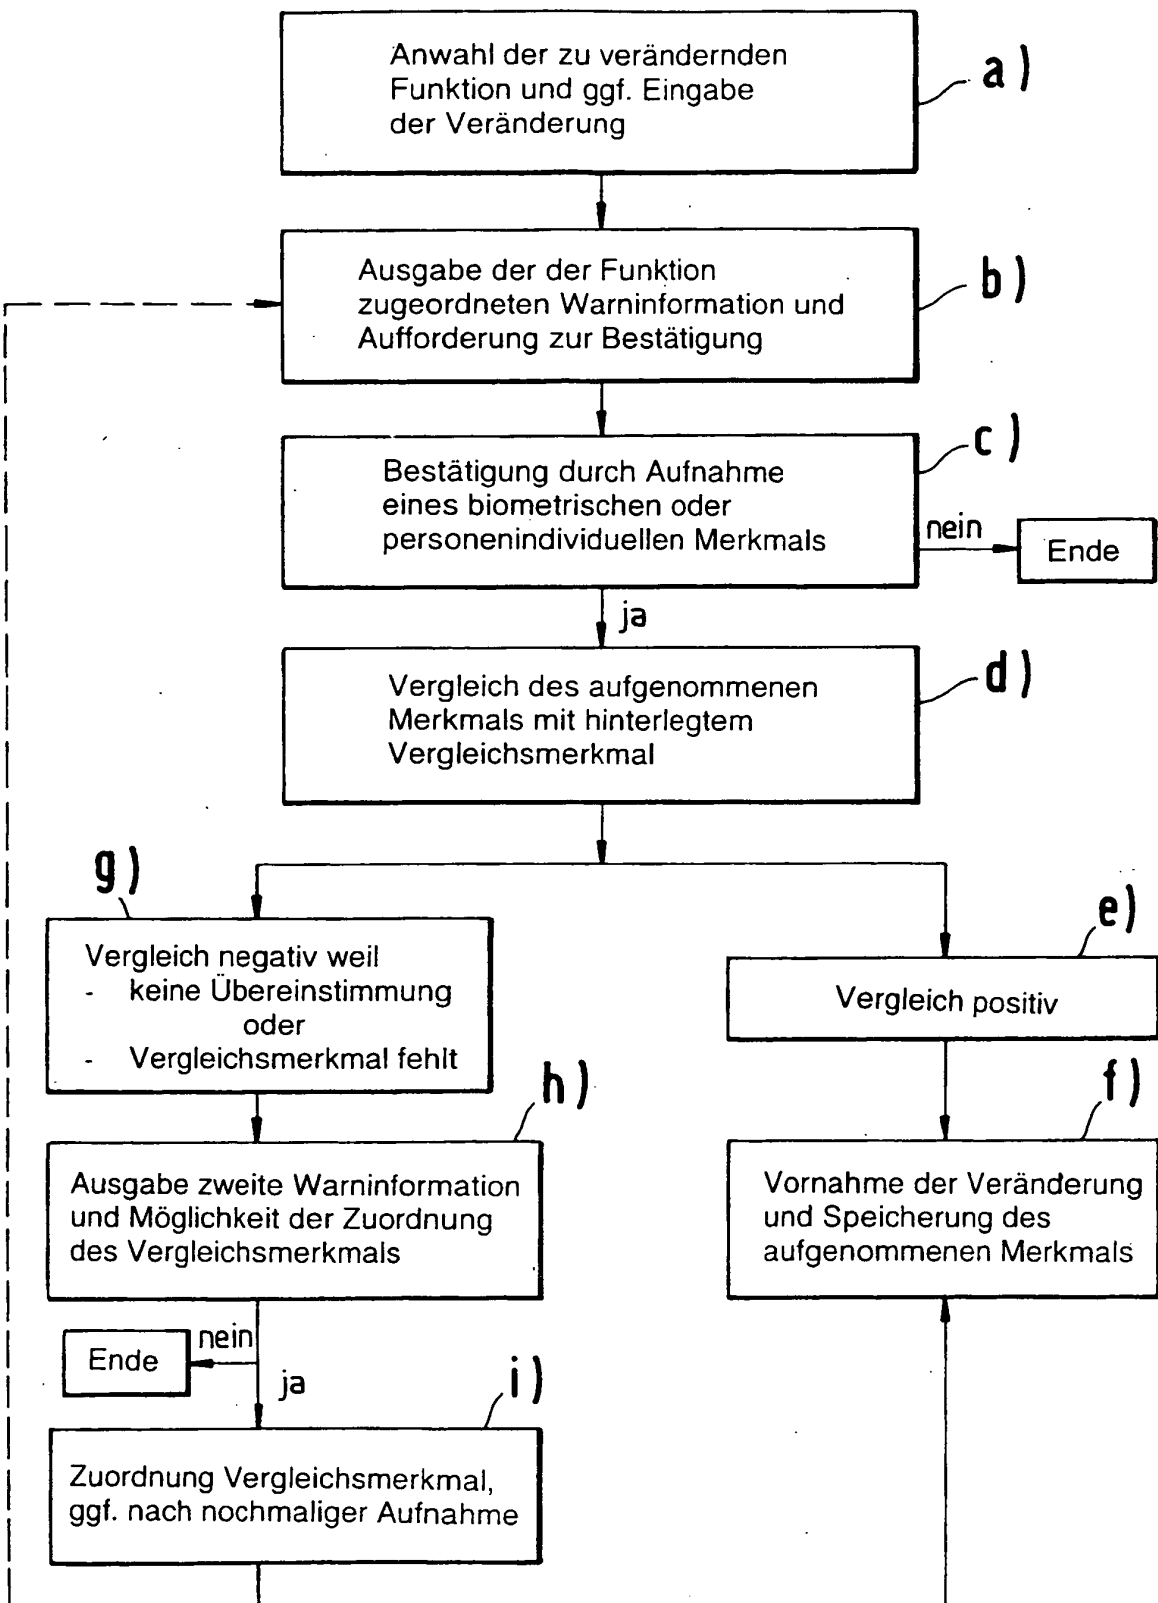 Anwahl der zu verändernden
Funktion und ggf. Eingabe
der Veränderung
a)
Ausgabe der der Funktion
zugeordneten Warninformation und
Aufforderung zur Bestätigung
b)
Bestätigung durch Aufnahme
eines biometrischen oder
personenindividuellen Merkmals
c)
nein
Ende
ja
Vergleich des aufgenommenen
Merkmals mit hinterlegtem
Vergleichsmerkmal
d)
g)
Vergleich negativ weil
- keine Übereinstimmung
oder
- Vergleichsmerkmal fehlt
e)
Vergleich positiv
h)
Ausgabe zweite Warninformation
und Möglichkeit der Zuordnung
des Vergleichsmerkmals
f)
Vornahme der Veränderung
und Speicherung des
aufgenommenen Merkmals
nein
Ende
ja
i)
Zuordnung Vergleichsmerkmal,
ggf. nach nochmaliger Aufnahme